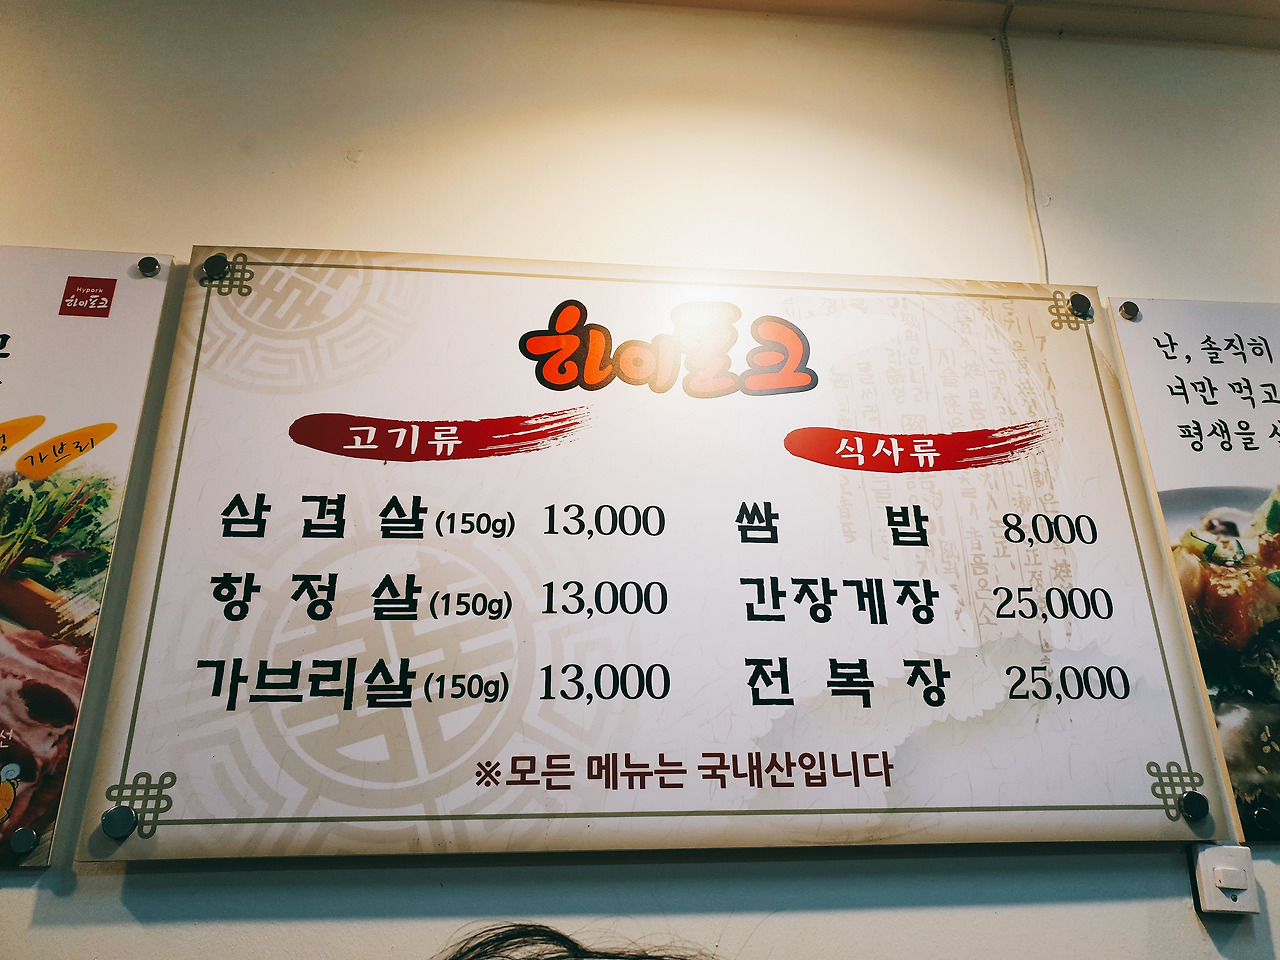 Hypork
하이포크
가브리
하이포크
고기류
삼겹살(150g) 13,000
항정살(150g) 13,000
가브리살(150g) 13,000
식사류
쌈밥 8,000
간장게장 25,000
전복장 25,000
※모든 메뉴는 국내산입니다
난, 솔직히
너만 먹고
평생을